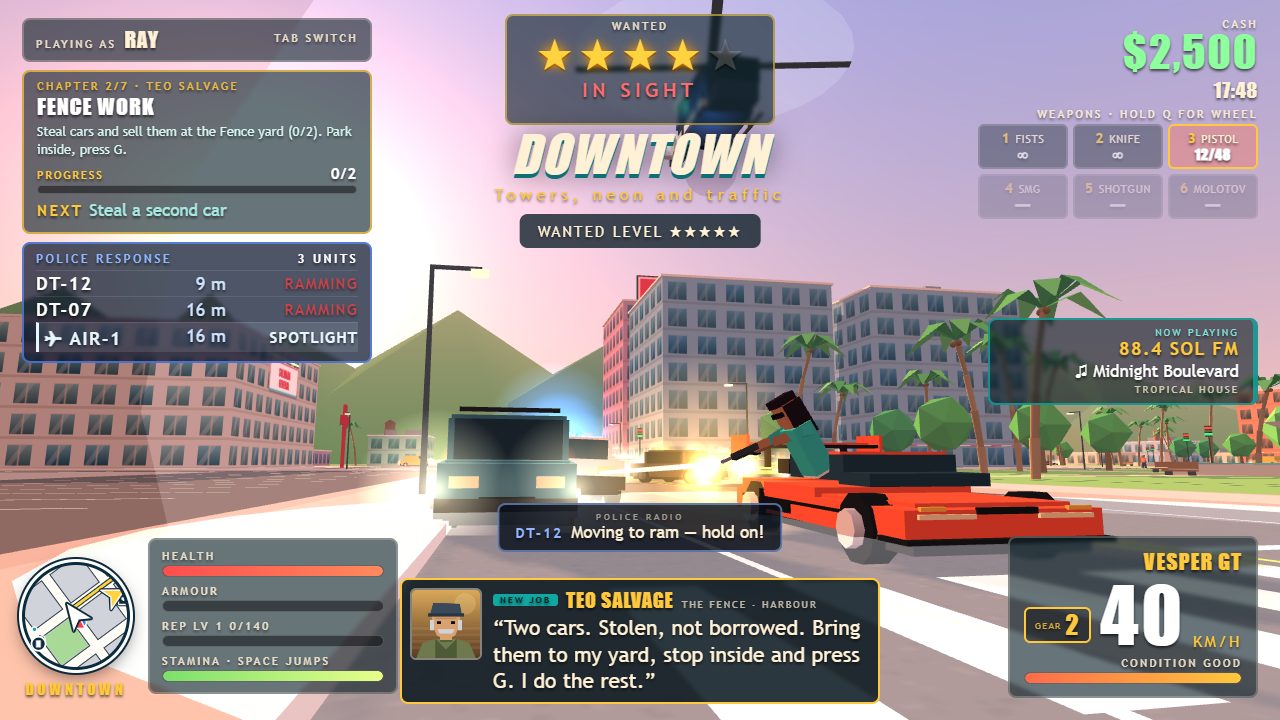 PLAYING AS RAY TAB SWITCH
CHAPTER 2/7 · TEO SALVAGE
FENCE WORK
Steal cars and sell them at the Fence yard (0/2). Park
inside, press G.
PROGRESS 0/2
NEXT Steal a second car
POLICE RESPONSE 3 UNITS
DT-12 9 m RAMMING
DT-07 16 m RAMMING
AIR-1 16 m SPOTLIGHT
WANTED
★★★★★
IN SIGHT
DOWNTOWN
Towers, neon and traffic
WANTED LEVEL ★★★★★
CASH
$2,500
17:48
WEAPONS · HOLD Q FOR WHEEL
1 FISTS ∞
2 KNIFE ∞
3 PISTOL 12/48
4 SMG —
5 SHOTGUN —
6 MOLOTOV —
NOW PLAYING
88.4 SOL FM
♫ Midnight Boulevard
TROPICAL HOUSE
POLICE RADIO
DT-12 Moving to ram — hold on!
HEALTH
ARMOUR
REP LV 1 0/140
STAMINA · SPACE JUMPS
DOWNTOWN
NEW JOB TEO SALVAGE THE FENCE · HARBOUR
“Two cars. Stolen, not borrowed. Bring
them to my yard, stop inside and press
G. I do the rest.”
VESPER GT
GEAR 2 40 KM/H
CONDITION GOOD